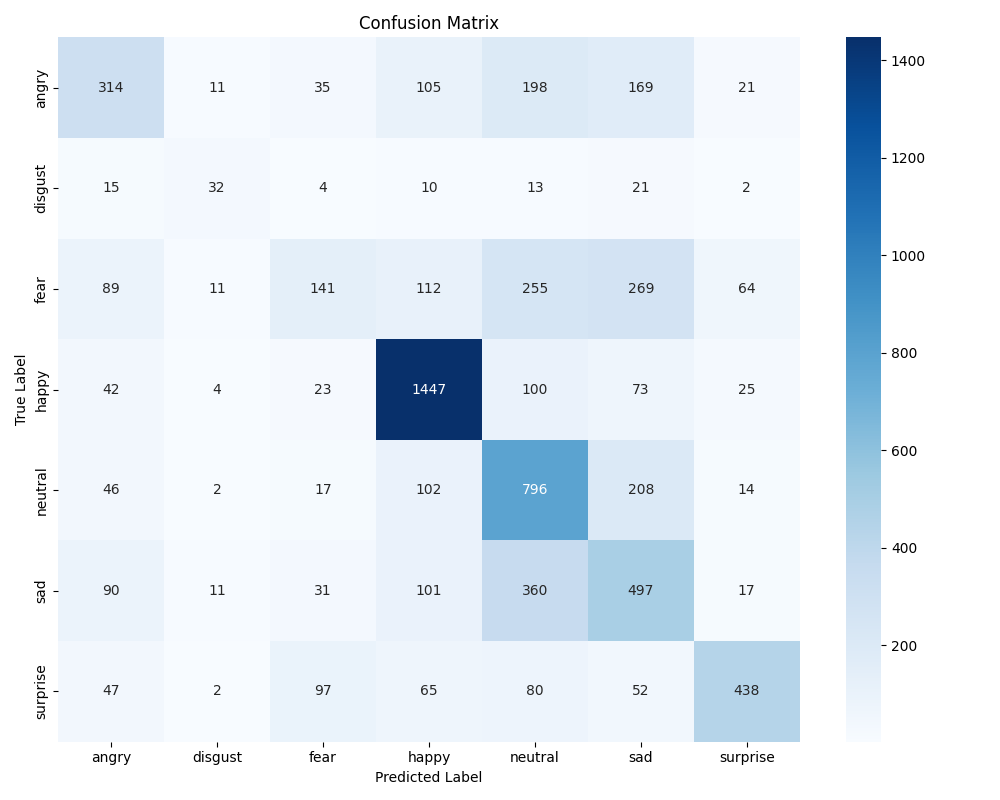 Confusion Matrix
True Label
angry 314 11 35 105 198 169 21
disgust 15 32 4 10 13 21 2
fear 89 11 141 112 255 269 64
happy 42 4 23 1447 100 73 25
neutral 46 2 17 102 796 208 14
sad 90 11 31 101 360 497 17
surprise 47 2 97 65 80 52 438
angry disgust fear happy neutral sad surprise
Predicted Label
1400
1200
1000
800
600
400
200